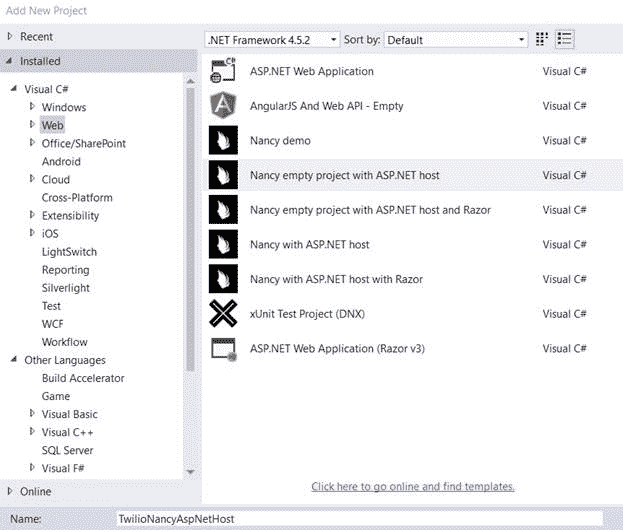 Add New Project
Recent
Installed
.NET Framework 4.5.2
Sort by: Default
Visual C#
Windows
Web
Office/SharePoint
Android
Cloud
Cross-Platform
Extensibility
iOS
LightSwitch
Reporting
Silverlight
Test
WCF
Workflow
Other Languages
Build Accelerator
Game
Visual Basic
Visual C++
SQL Server
Visual F#
Online
ASP.NET Web Application Visual C#
AngularJS And Web API - Empty Visual C#
Nancy demo Visual C#
Nancy empty project with ASP.NET host Visual C#
Nancy empty project with ASP.NET host and Razor Visual C#
Nancy with ASP.NET host Visual C#
Nancy with ASP.NET host with Razor Visual C#
xUnit Test Project (DNX) Visual C#
ASP.NET Web Application (Razor v3) Visual C#
Click here to go online and find templates.
Name: TwilioNancyAspNetHost